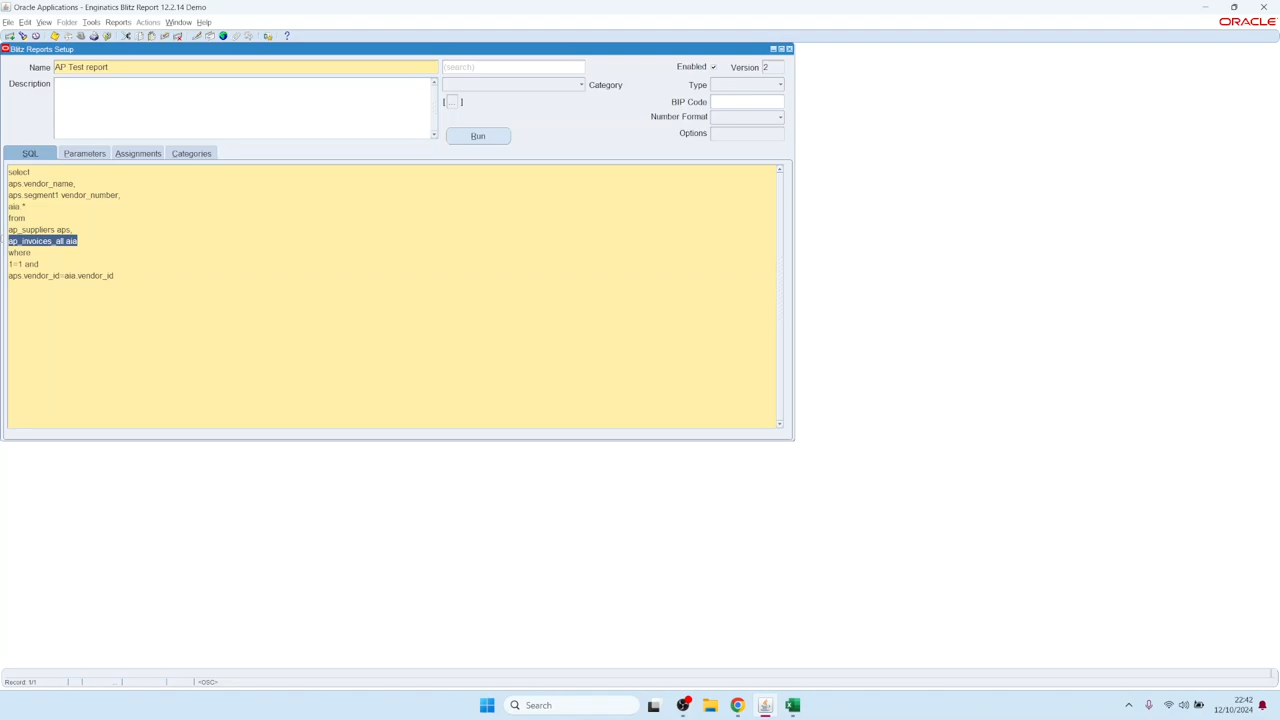 Oracle Applications - Enginatics Blitz Report 12.2.14 Demo
File Edit View Folder Tools Reports Actions Window Help
ORACLE
Blitz Reports Setup
Name AP Test report (search) Enabled Version 2
Description Category Type
[ ... ] BIP Code
Number Format
Run Options
SQL Parameters Assignments Categories
select
aps.vendor_name,
aps.segment1 vendor_number,
aia *
from
ap_suppliers aps,
ap_invoices_all aia
where
1=1 and
aps.vendor_id=aia.vendor_id
Record: 1/1 ... <OSC>
Search
22:42
12/10/2024